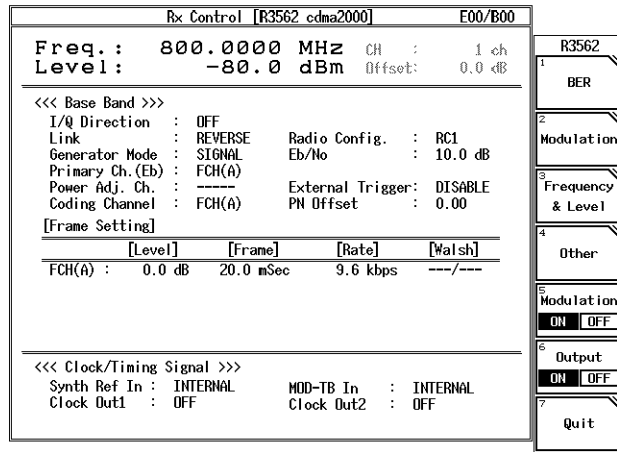 Rx Control [R3562 cdma2000] E00/B00
Freq.: 800.0000 MHz CH : 1 ch
Level: -80.0 dBm Offset: 0.0 dB
<<< Base Band >>>
I/Q Direction : OFF
Link : REVERSE Radio Config. : RC1
Generator Mode : SIGNAL Eb/No : 10.0 dB
Primary Ch.(Eb) : FCH(A)
Power Adj. Ch. : ----- External Trigger: DISABLE
Coding Channel : FCH(A) PN Offset : 0.00
[Frame Setting]
[Level] [Frame] [Rate] [Walsh]
FCH(A) : 0.0 dB 20.0 mSec 9.6 kbps ---/---
<<< Clock/Timing Signal >>>
Synth Ref In : INTERNAL MOD-TB In : INTERNAL
Clock Out1 : OFF Clock Out2 : OFF
R3562
1
BER
2
Modulation
3
Frequency
& Level
4
Other
5
Modulation
ON OFF
6
Output
ON OFF
7
Quit